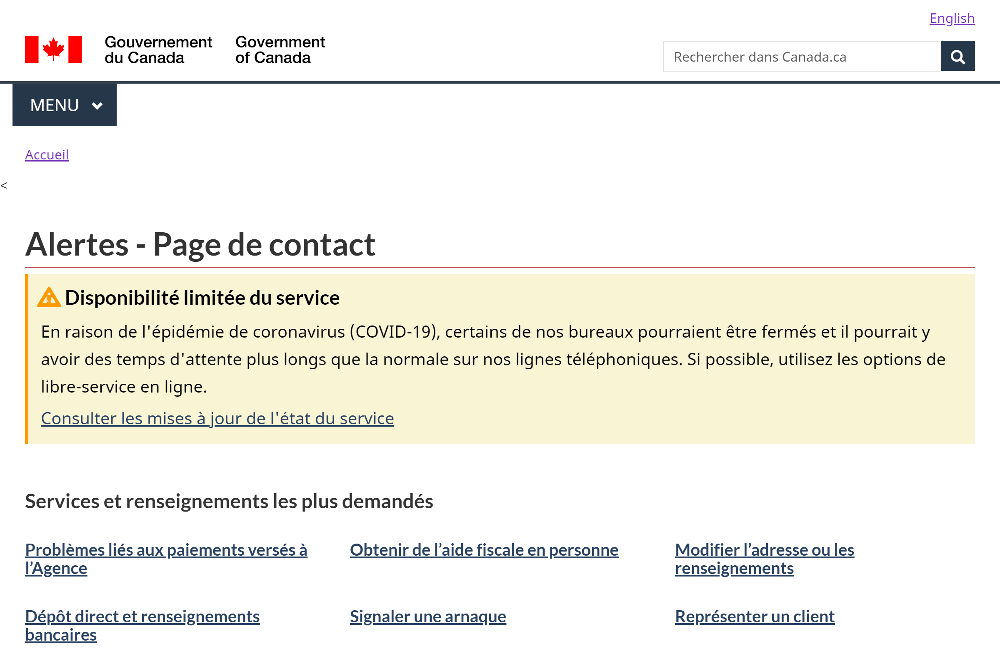 English
Gouvernement
du Canada
Government
of Canada
Rechercher dans Canada.ca
MENU
Accueil
<
Alertes - Page de contact
Disponibilité limitée du service
En raison de l'épidémie de coronavirus (COVID-19), certains de nos bureaux pourraient être fermés et il pourrait y
avoir des temps d'attente plus longs que la normale sur nos lignes téléphoniques. Si possible, utilisez les options de
libre-service en ligne.
Consulter les mises à jour de l'état du service
Services et renseignements les plus demandés
Problèmes liés aux paiements versés à
l’Agence
Obtenir de l’aide fiscale en personne
Modifier l’adresse ou les
renseignements
Dépôt direct et renseignements
bancaires
Signaler une arnaque
Représenter un client